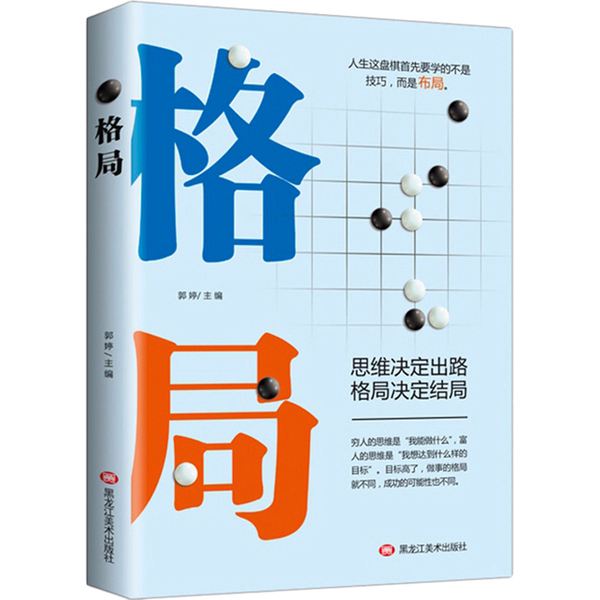 格局
郭婷/主编
黑龙江美术出版社
人生这盘棋首先要学的不是
技巧，而是布局。
格
郭婷/主编
局
思维决定出路
格局决定结局
穷人的思维是“我能做什么”，富
人的思维是“我想达到什么样的
目标”。目标高了，做事的格局
就不同，成功的可能性也不同。
黑龙江美术出版社